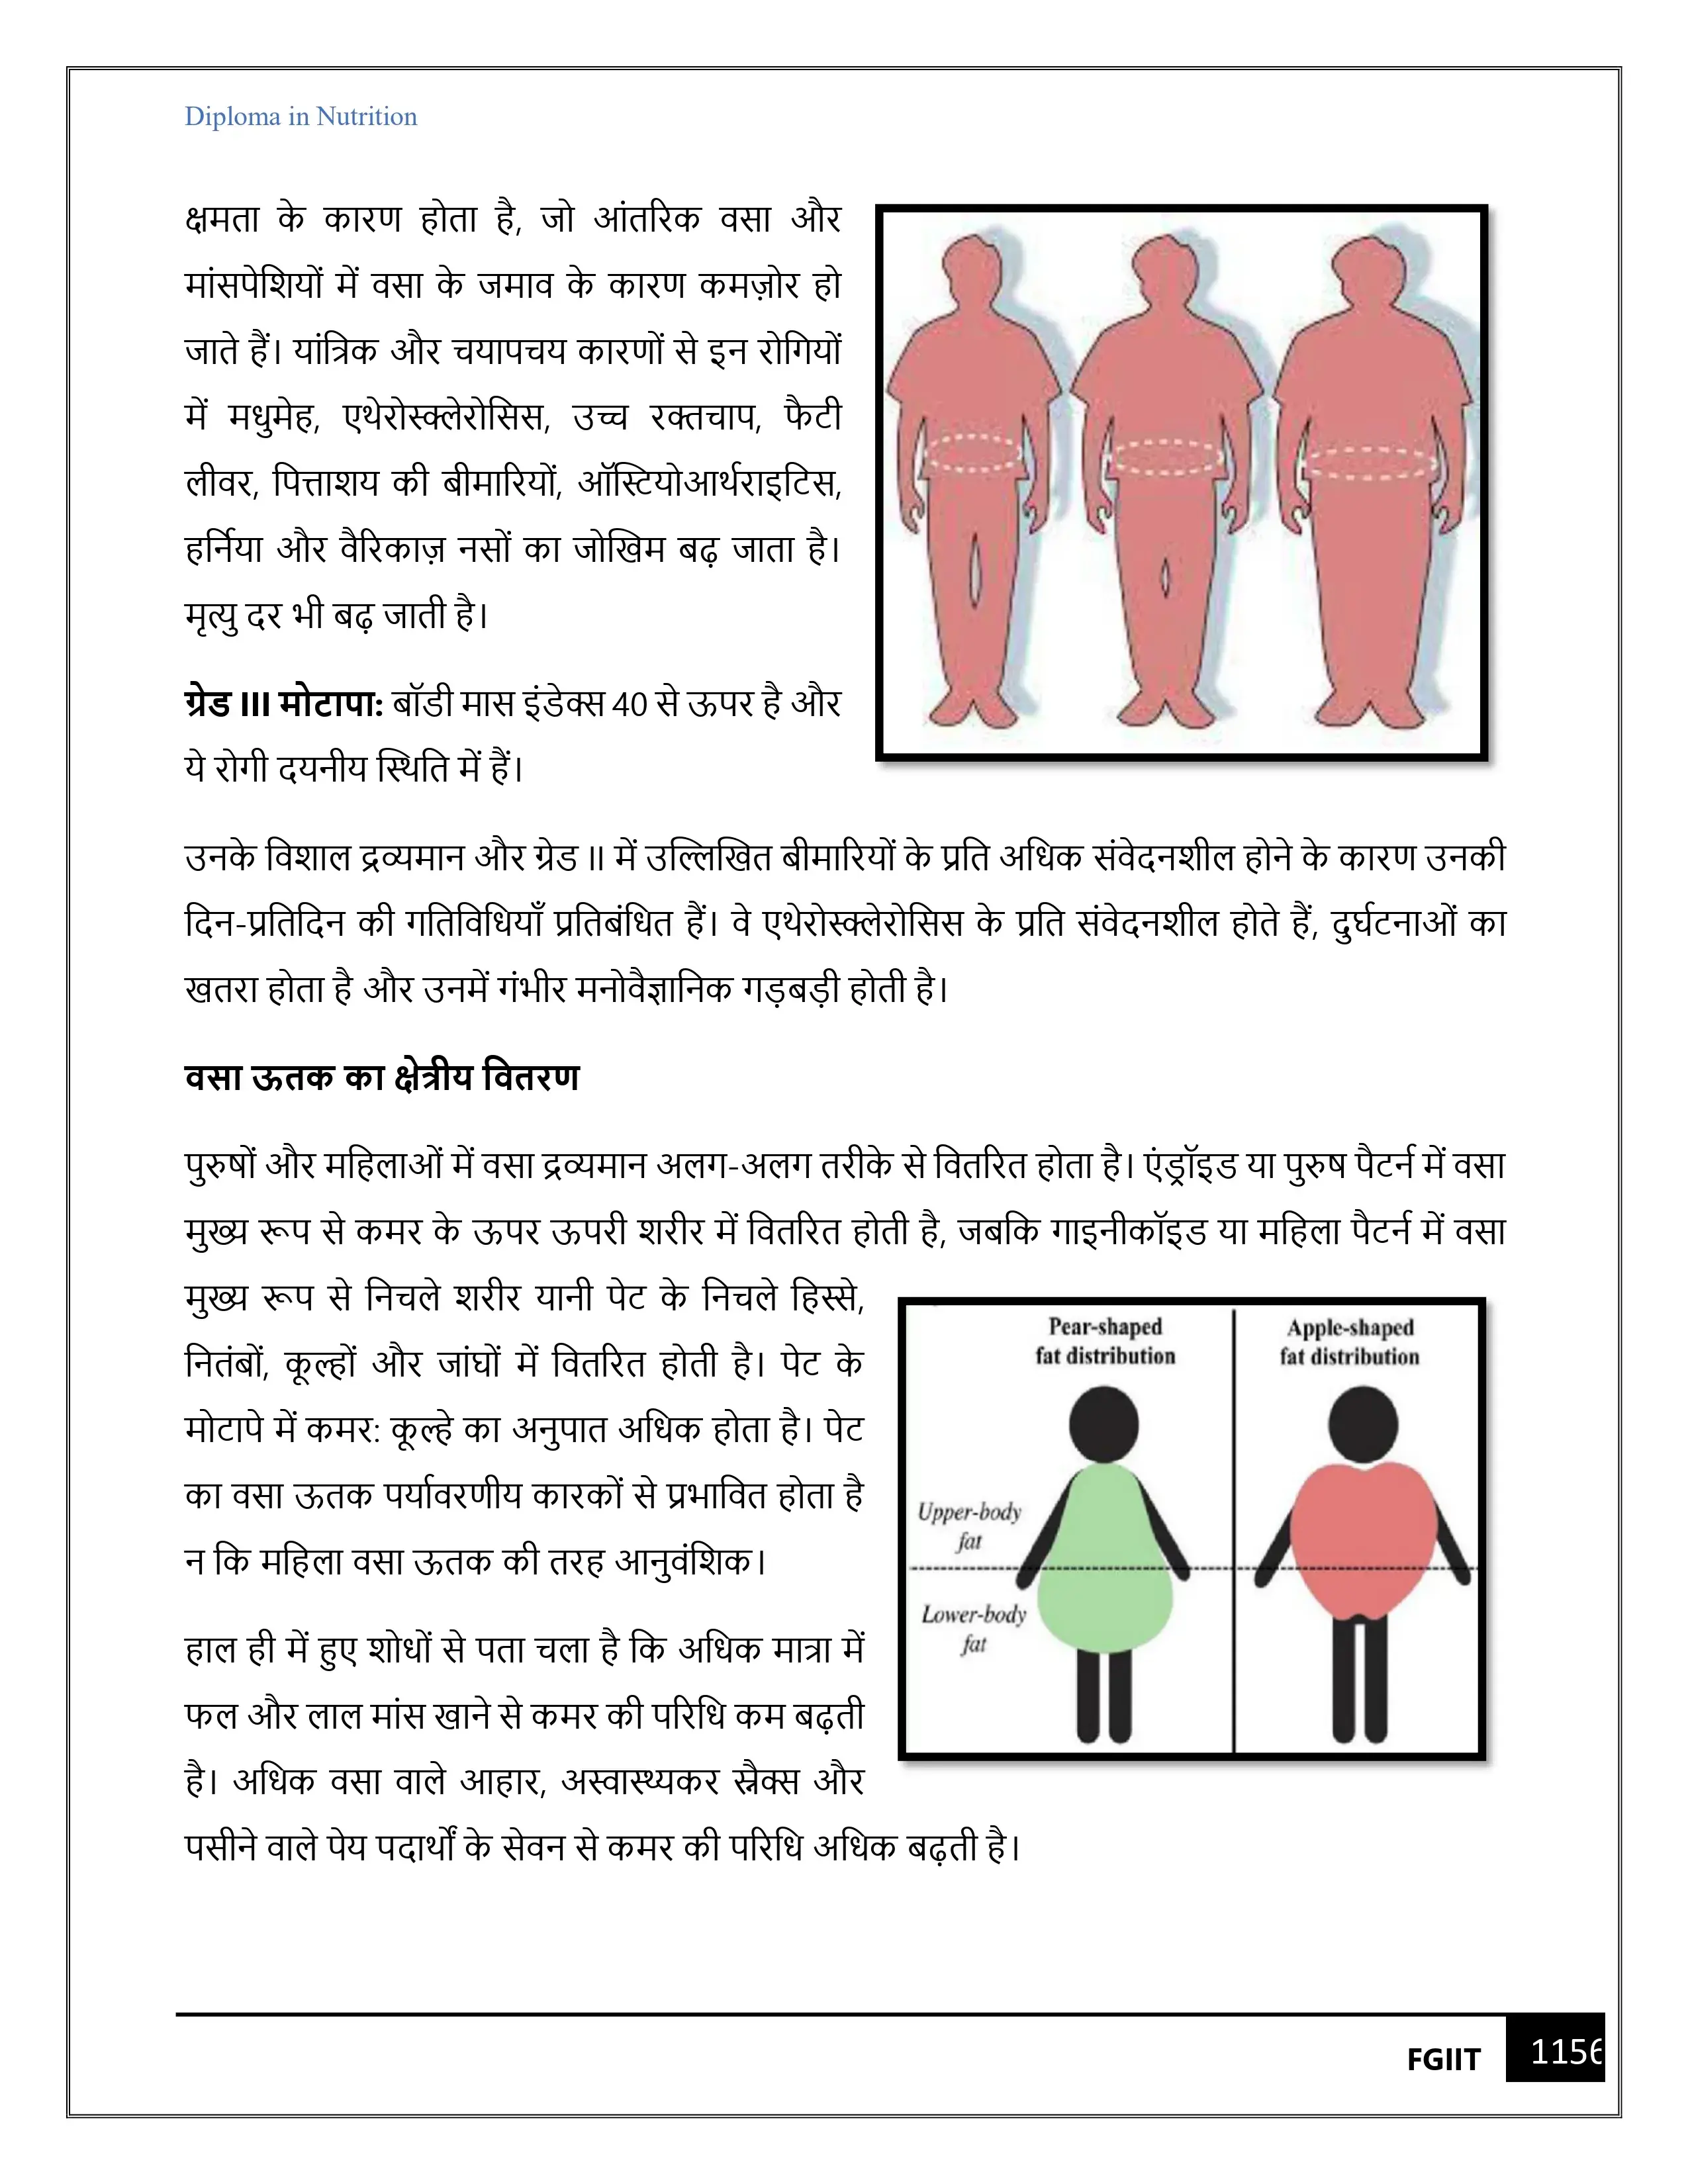 Diploma in Nutrition
क्षमता के कारण होता है, जो आंतरिक वसा और
मांसपेशियों में वसा के जमाव के कारण कमज़ोर हो
जाते हैं। यांत्रिक और चयापचय कारणों से इन रोगियों
में मधुमेह, एथेरोस्क्लेरोसिस, उच्च रक्तचाप, फैटी
लीवर, पित्ताशय की बीमारियों, ऑस्टियोआर्थराइटिस,
हर्निया और वैरिकाज़ नसों का जोखिम बढ़ जाता है।
मृत्यु दर भी बढ़ जाती है।
ग्रेड III मोटापा: बॉडी मास इंडेक्स 40 से ऊपर है और
ये रोगी दयनीय स्थिति में हैं।
उनके विशाल द्रव्यमान और ग्रेड II में उल्लिखित बीमारियों के प्रति अधिक संवेदनशील होने के कारण उनकी
दिन-प्रतिदिन की गतिविधियाँ प्रतिबंधित हैं। वे एथेरोस्क्लेरोसिस के प्रति संवेदनशील होते हैं, दुर्घटनाओं का
खतरा होता है और उनमें गंभीर मनोवैज्ञानिक गड़बड़ी होती है।
वसा ऊतक का क्षेत्रीय वितरण
पुरुषों और महिलाओं में वसा द्रव्यमान अलग-अलग तरीके से वितरित होता है। एंड्रॉइड या पुरुष पैटर्न में वसा
मुख्य रूप से कमर के ऊपर ऊपरी शरीर में वितरित होती है, जबकि गाइनीकॉइड या महिला पैटर्न में वसा
मुख्य रूप से निचले शरीर यानी पेट के निचले हिस्से,
नितंबों, कूल्हों और जांघों में वितरित होती है। पेट के
मोटापे में कमर: कूल्हे का अनुपात अधिक होता है। पेट
का वसा ऊतक पर्यावरणीय कारकों से प्रभावित होता है
न कि महिला वसा ऊतक की तरह आनुवंशिक।
Pear-shaped
fat distribution
Apple-shaped
fat distribution
Upper-body
fat
Lower-body
fat
हाल ही में हुए शोधों से पता चला है कि अधिक मात्रा में
फल और लाल मांस खाने से कमर की परिधि कम बढ़ती
है। अधिक वसा वाले आहार, अस्वास्थ्यकर स्नैक्स और
पसीने वाले पेय पदार्थों के सेवन से कमर की परिधि अधिक बढ़ती है।
FGIIT
1156